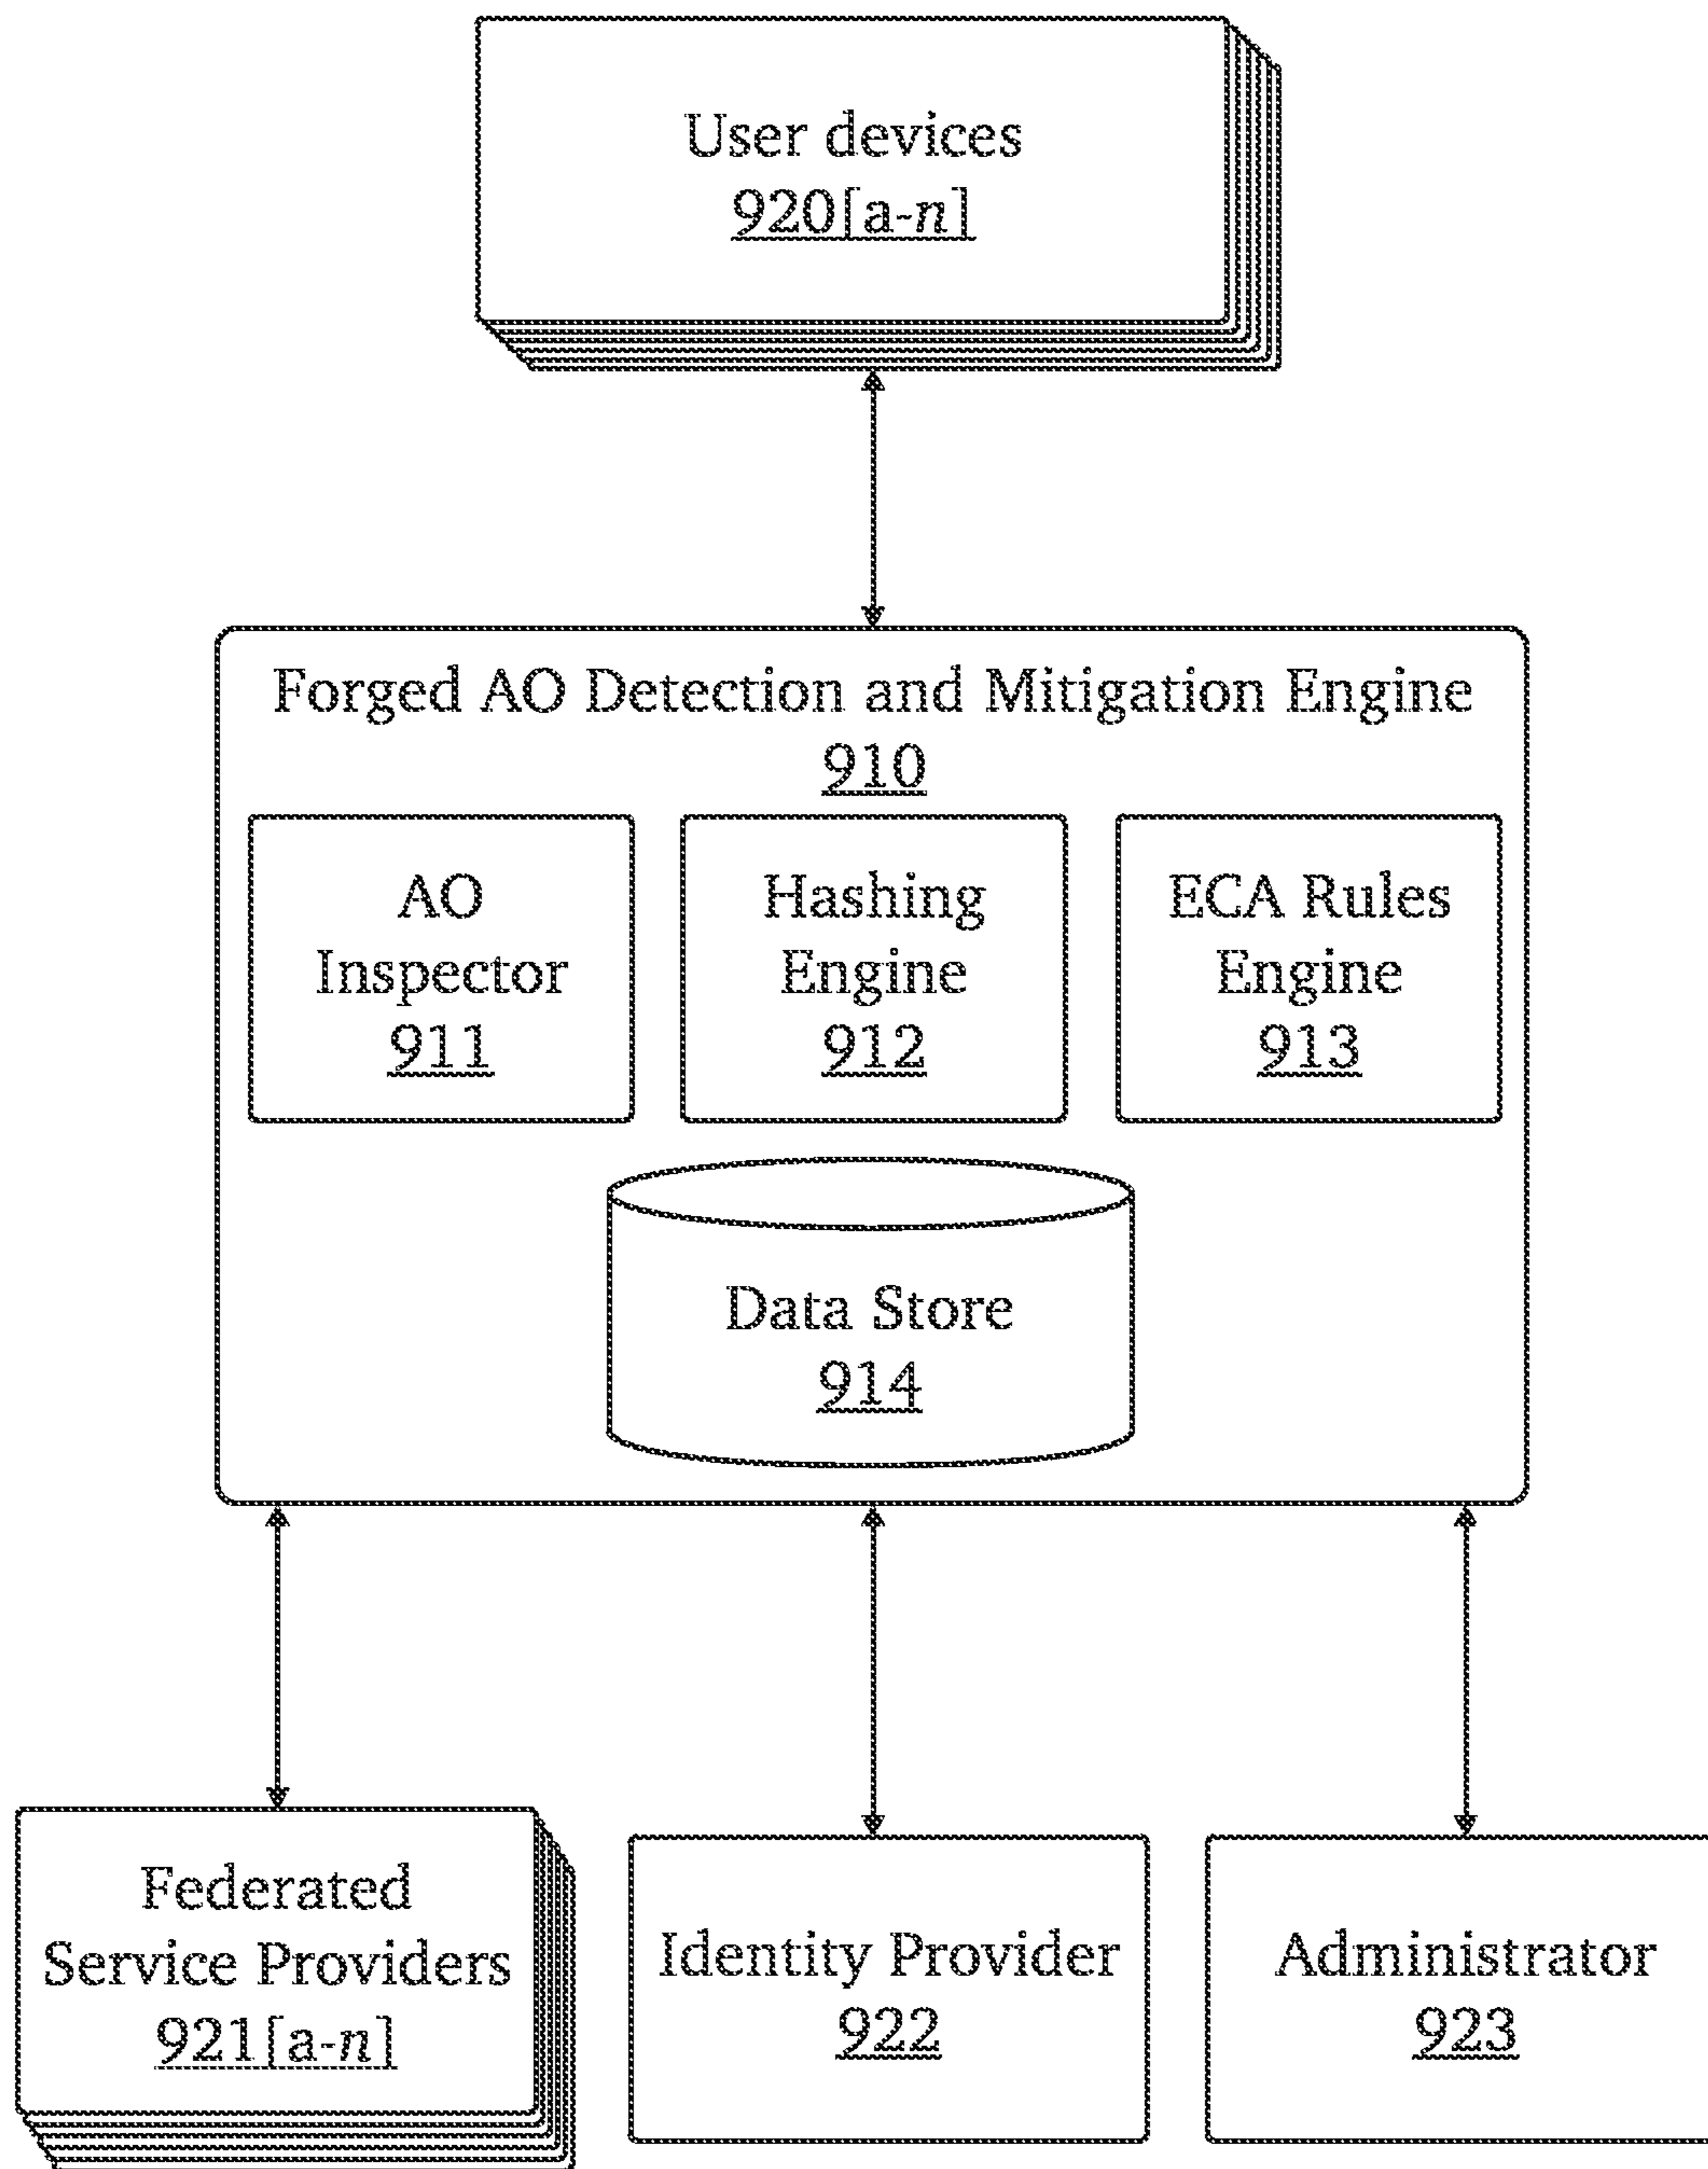 User devices
920[a-n]
Forged AO Detection and Mitigation Engine
910
AO
Inspector
911
Hashing
Engine
912
ECA Rules
Engine
913
Data Store
914
Federated
Service Providers
921[a-n]
Identity Provider
922
Administrator
923